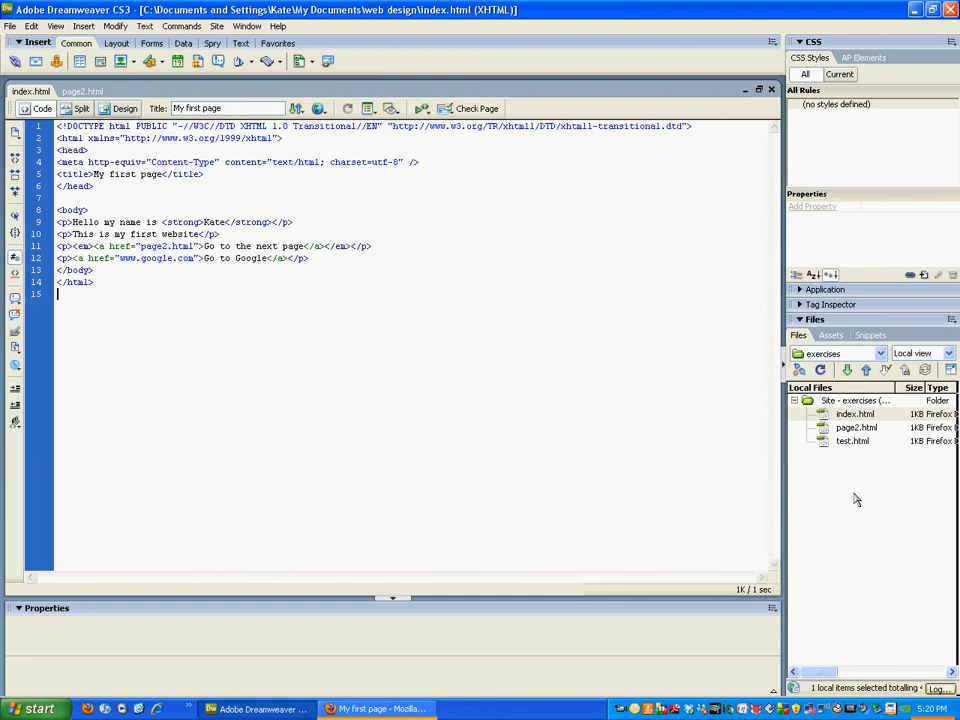 Adobe Dreamweaver CS3 - [C:\Documents and Settings\Kate\My Documents\web design\index.html (XHTML)]
File Edit View Insert Modify Text Commands Site Window Help
Insert Common Layout Forms Data Spry Text Favorites
index.html page2.html
Code Split Design Title: My first page Check Page
1 <!DOCTYPE html PUBLIC "-//W3C//DTD XHTML 1.0 Transitional//EN" "http://www.w3.org/TR/xhtml1/DTD/xhtml1-transitional.dtd">
2 <html xmlns="http://www.w3.org/1999/xhtml">
3 <head>
4 <meta http-equiv="Content-Type" content="text/html; charset=utf-8" />
5 <title>My first page</title>
6 </head>
7
8 <body>
9 <p>Hello my name is <strong>Kate</strong></p>
10 <p>This is my first website</p>
11 <p><em><a href="page2.html">Go to the next page</a></em></p>
12 <p><a href="www.google.com">Go to Google</a></p>
13 </body>
14 </html>
15
1K / 1 sec
Properties
CSS
CSS Styles AP Elements
All Current
All Rules
(no styles defined)
Properties
Add Property
Application
Tag Inspector
Files
Files Assets Snippets
exercises Local view
Local Files Size Type
Site - exercises (... Folder
index.html 1KB Firefox
page2.html 1KB Firefox
test.html 1KB Firefox
1 local items selected totalling Log...
start Adobe Dreamweaver ... My first page - Mozilla... 5:20 PM